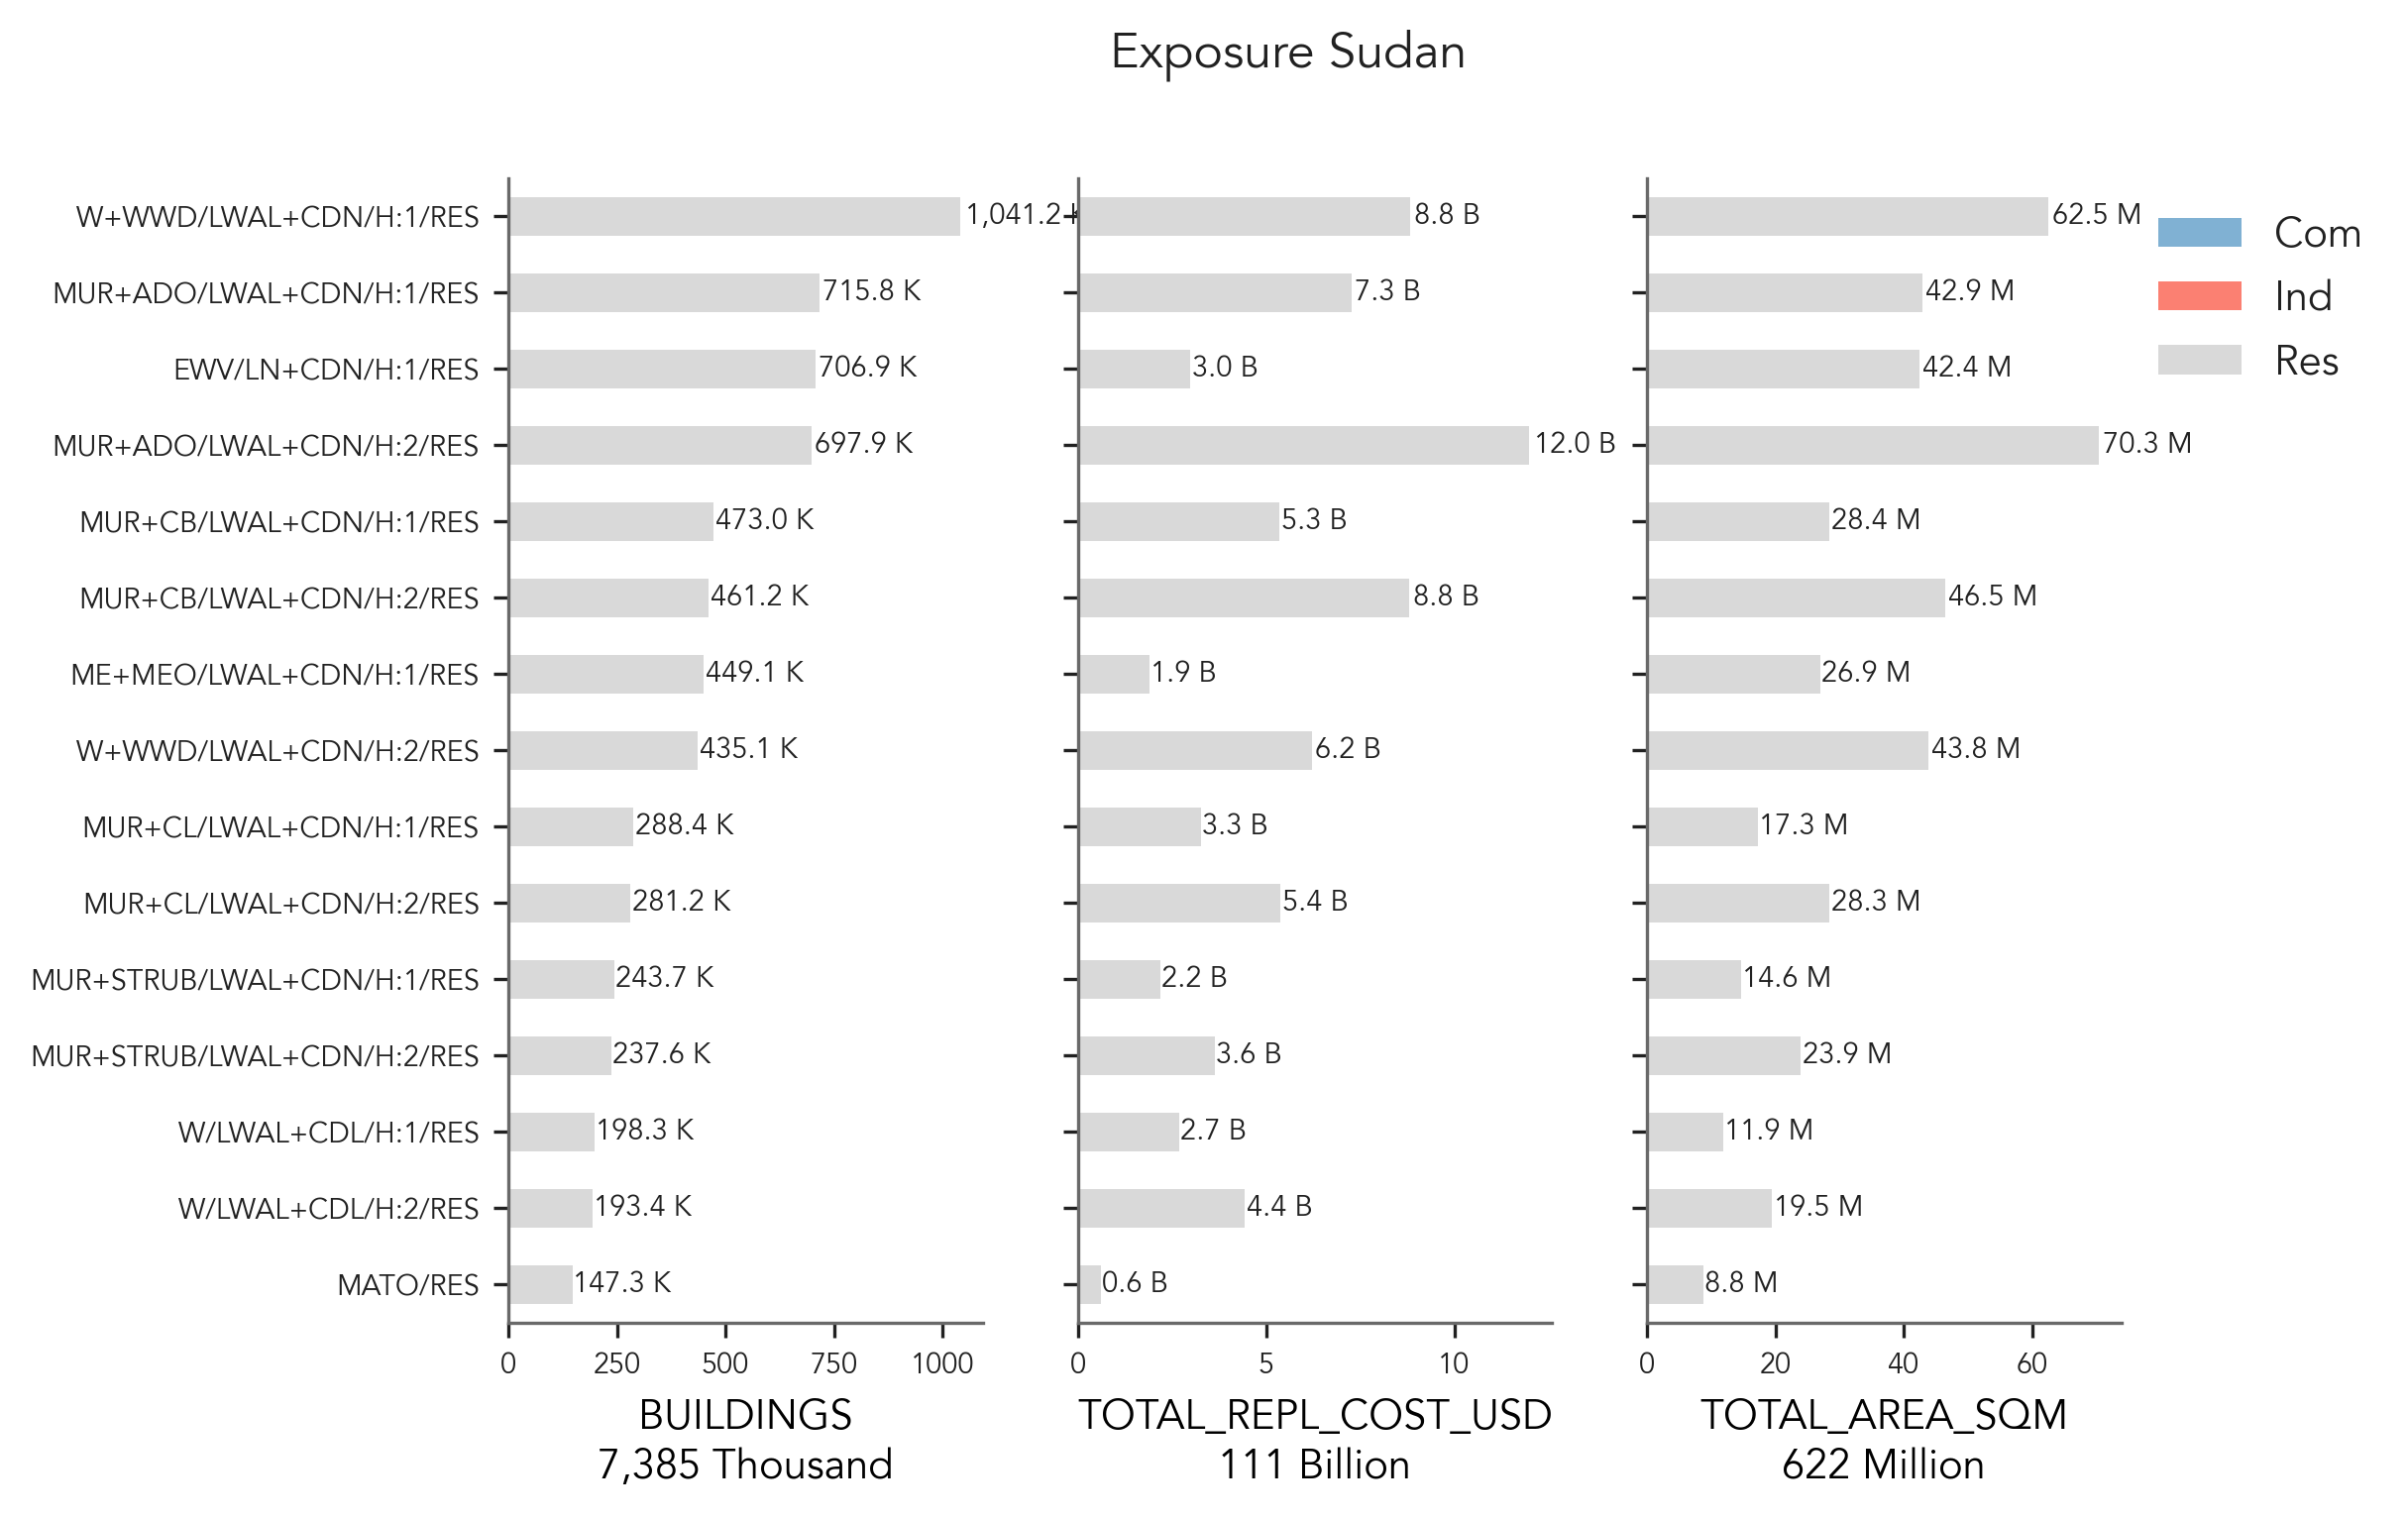 Exposure Sudan
W+WWD/LWAL+CDN/H:1/RES 1,041.2 K 8.8 B 62.5 M
MUR+ADO/LWAL+CDN/H:1/RES 715.8 K 7.3 B 42.9 M
EWV/LN+CDN/H:1/RES 706.9 K 3.0 B 42.4 M
MUR+ADO/LWAL+CDN/H:2/RES 697.9 K 12.0 B 70.3 M
MUR+CB/LWAL+CDN/H:1/RES 473.0 K 5.3 B 28.4 M
MUR+CB/LWAL+CDN/H:2/RES 461.2 K 8.8 B 46.5 M
ME+MEO/LWAL+CDN/H:1/RES 449.1 K 1.9 B 26.9 M
W+WWD/LWAL+CDN/H:2/RES 435.1 K 6.2 B 43.8 M
MUR+CL/LWAL+CDN/H:1/RES 288.4 K 3.3 B 17.3 M
MUR+CL/LWAL+CDN/H:2/RES 281.2 K 5.4 B 28.3 M
MUR+STRUB/LWAL+CDN/H:1/RES 243.7 K 2.2 B 14.6 M
MUR+STRUB/LWAL+CDN/H:2/RES 237.6 K 3.6 B 23.9 M
W/LWAL+CDL/H:1/RES 198.3 K 2.7 B 11.9 M
W/LWAL+CDL/H:2/RES 193.4 K 4.4 B 19.5 M
MATO/RES 147.3 K 0.6 B 8.8 M
Com
Ind
Res
0 250 500 750 1000
BUILDINGS
7,385 Thousand
0 5 10
TOTAL_REPL_COST_USD
111 Billion
0 20 40 60
TOTAL_AREA_SQM
622 Million